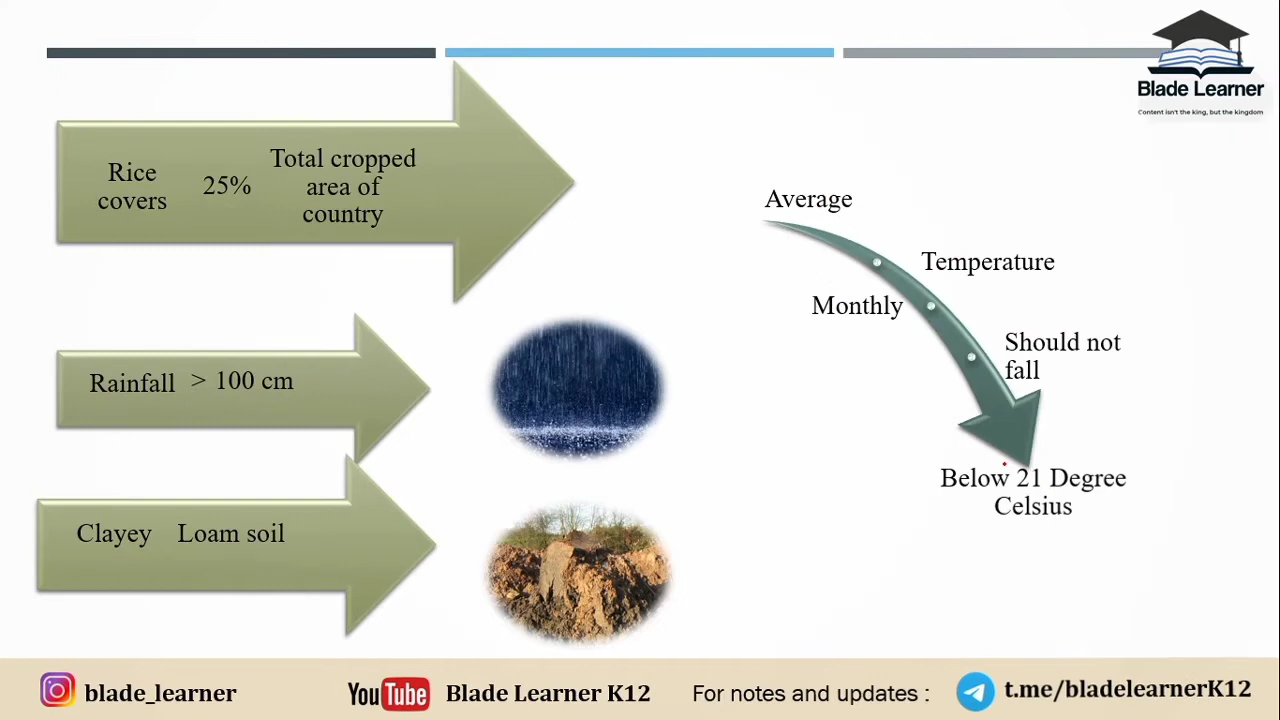 Blade Learner
Content isn't the king, but the kingdom
Rice
covers
25%
Total cropped
area of
country
Rainfall
> 100 cm
Clayey
Loam soil
Average
Temperature
Monthly
Should not
fall
Below 21 Degree
Celsius
blade_learner
YouTube
Blade Learner K12
For notes and updates :
t.me/bladelearnerK12